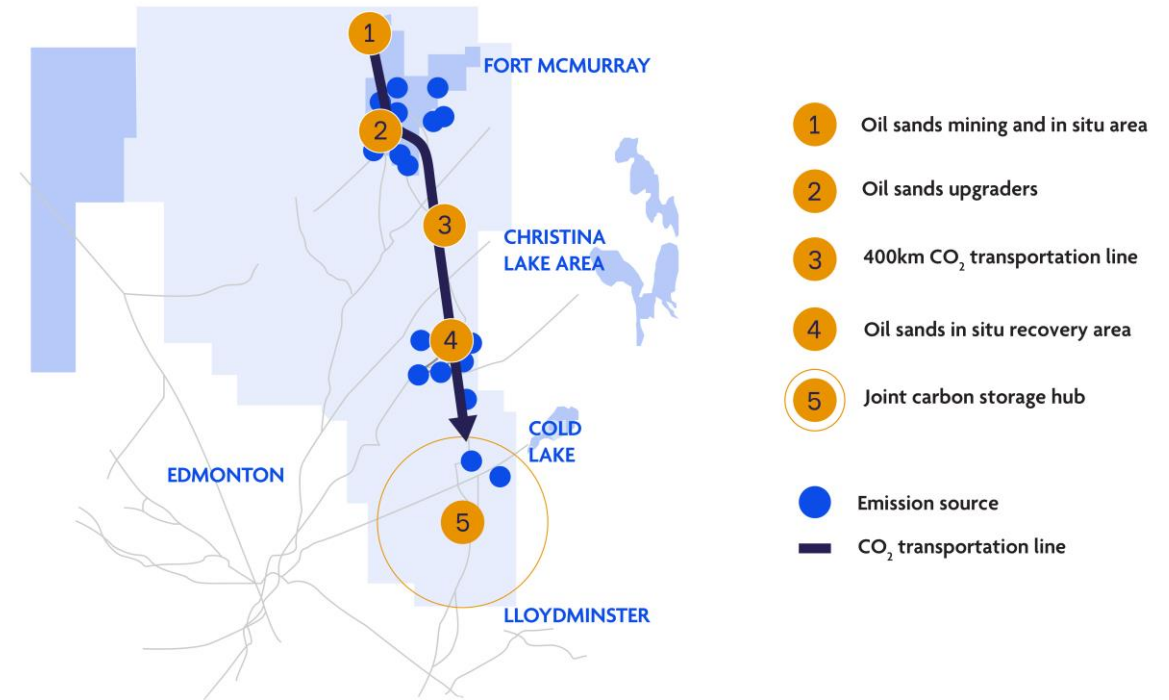 1
FORT MCMURRAY
2
3
CHRISTINA
LAKE AREA
4
COLD
LAKE
EDMONTON
5
LLOYDMINSTER
1 Oil sands mining and in situ area
2 Oil sands upgraders
3 400km CO₂ transportation line
4 Oil sands in situ recovery area
5 Joint carbon storage hub
Emission source
CO₂ transportation line